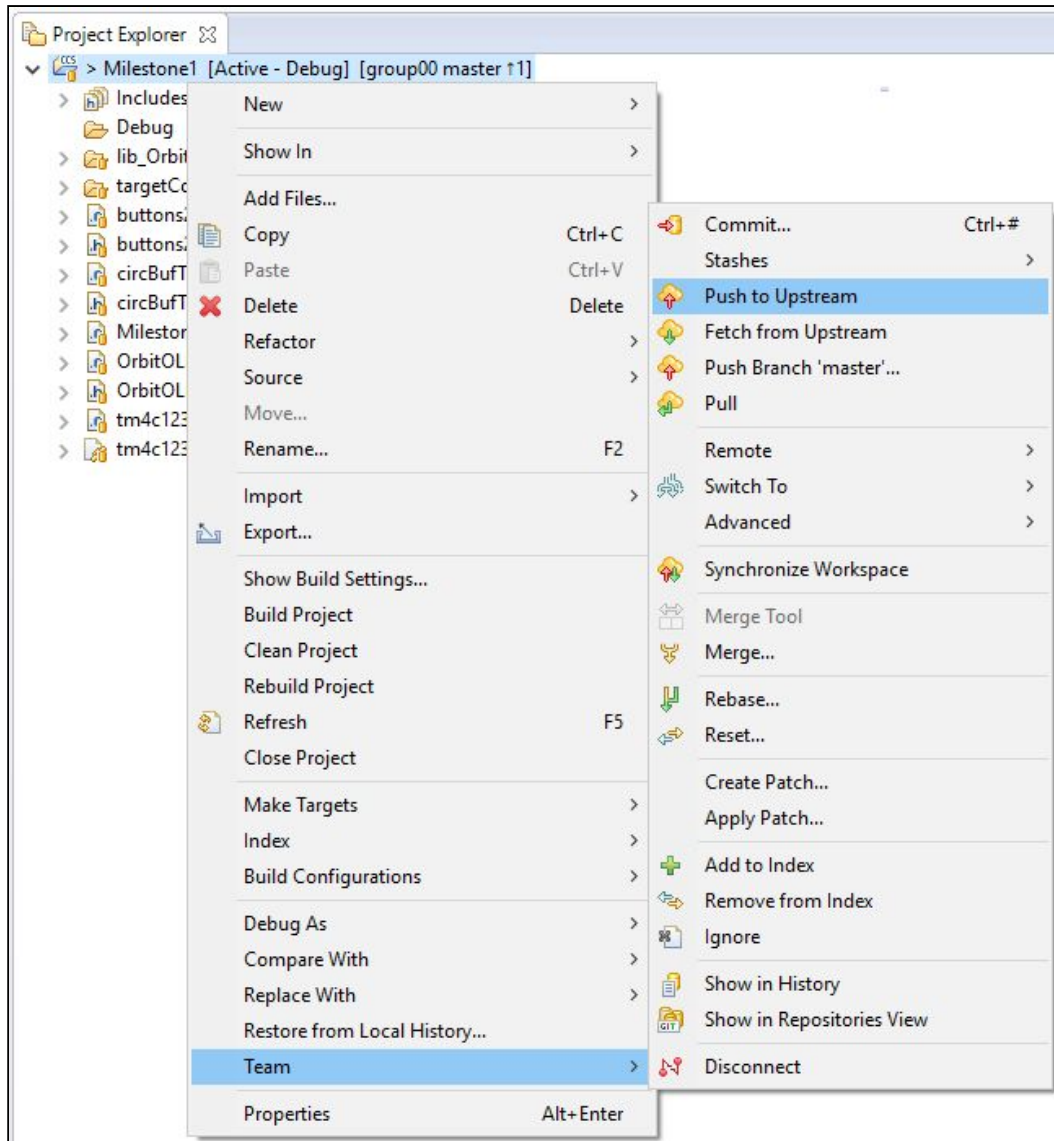 Project Explorer
CCS
> Milestone1 [Active - Debug] [group00 master ↑1]
Includes
Debug
lib_Orbit
targetCo
buttons
buttons
circBufT
circBufT
Mileston
OrbitOL
OrbitOL
tm4c123
tm4c123
New
Show In
Add Files...
Copy Ctrl+C
Paste Ctrl+V
Delete Delete
Refactor
Source
Move...
Rename... F2
Import
Export...
Show Build Settings...
Build Project
Clean Project
Rebuild Project
Refresh F5
Close Project
Make Targets
Index
Build Configurations
Debug As
Compare With
Replace With
Restore from Local History...
Team
Properties Alt+Enter
Commit... Ctrl+#
Stashes
Push to Upstream
Fetch from Upstream
Push Branch 'master'...
Pull
Remote
Switch To
Advanced
Synchronize Workspace
Merge Tool
Merge...
Rebase...
Reset...
Create Patch...
Apply Patch...
Add to Index
Remove from Index
Ignore
Show in History
GIT
Show in Repositories View
Disconnect